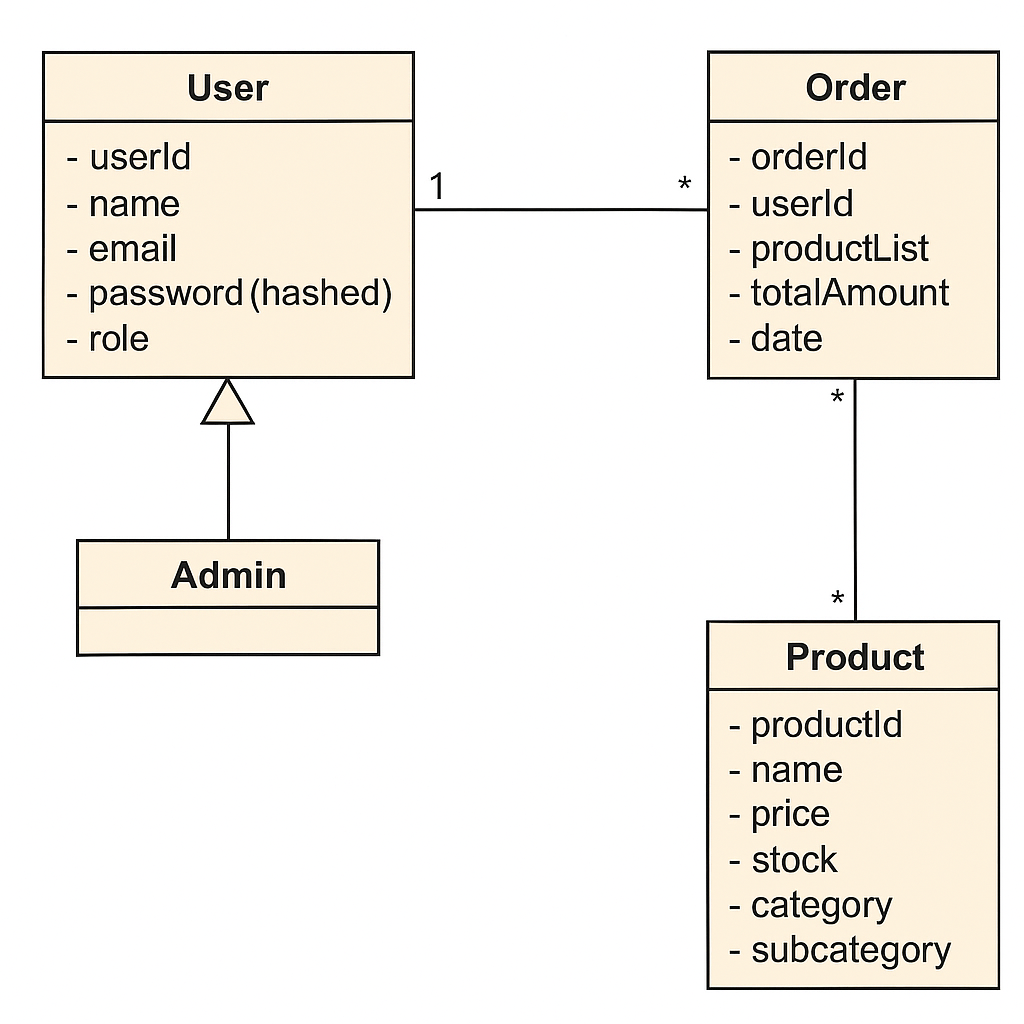 User
- userId
- name
- email
- password (hashed)
- role
1
*
Order
- orderId
- userId
- productList
- totalAmount
- date
*
*
Admin
Product
- productId
- name
- price
- stock
- category
- subcategory